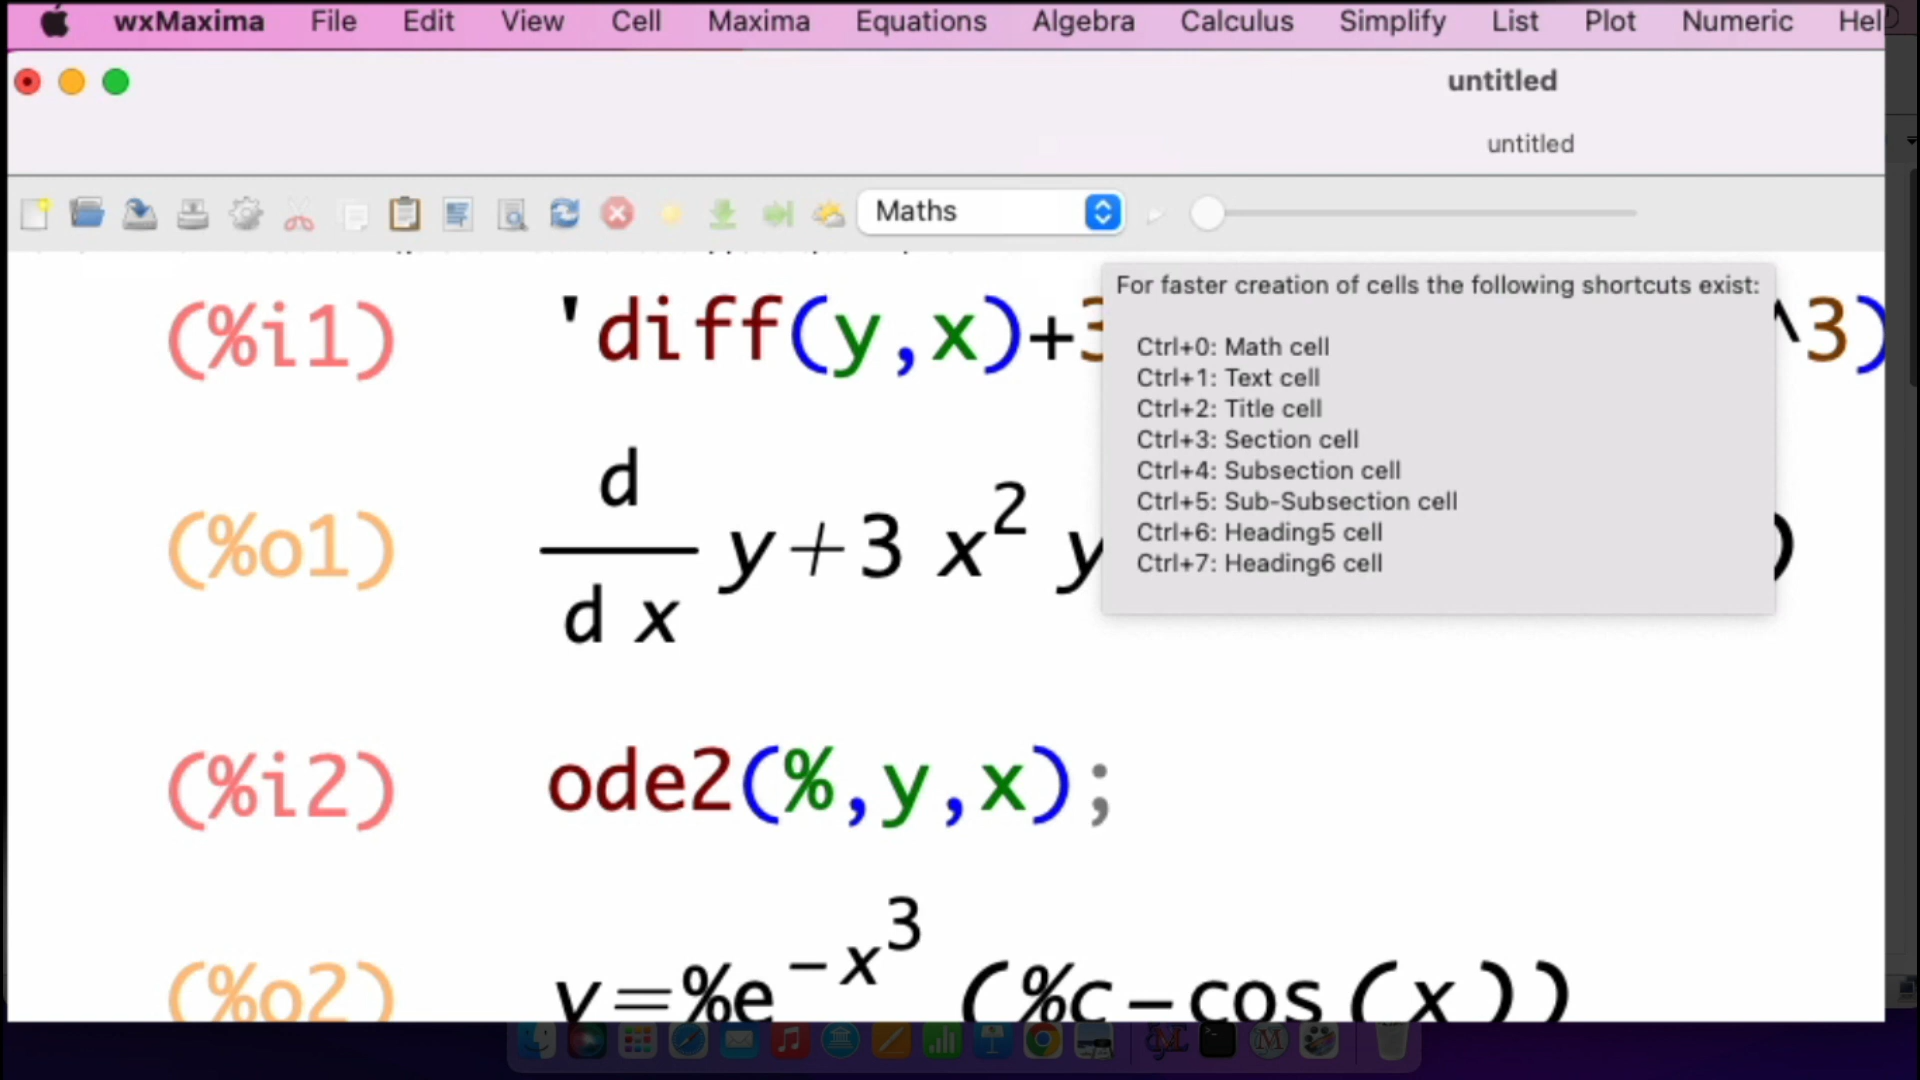 wxMaxima File Edit View Cell Maxima Equations Algebra Calculus Simplify List Plot Numeric Hel
untitled
untitled
Maths
For faster creation of cells the following shortcuts exist:
Ctrl+0: Math cell
Ctrl+1: Text cell
Ctrl+2: Title cell
Ctrl+3: Section cell
Ctrl+4: Subsection cell
Ctrl+5: Sub-Subsection cell
Ctrl+6: Heading5 cell
Ctrl+7: Heading6 cell
(%i1) 'diff(y,x)+3 ^3)
(%o1) d/d x y+3 x^2 y )
(%i2) ode2(%,y,x);
(%o2) y=%e^-x^3 (%c-cos(x))